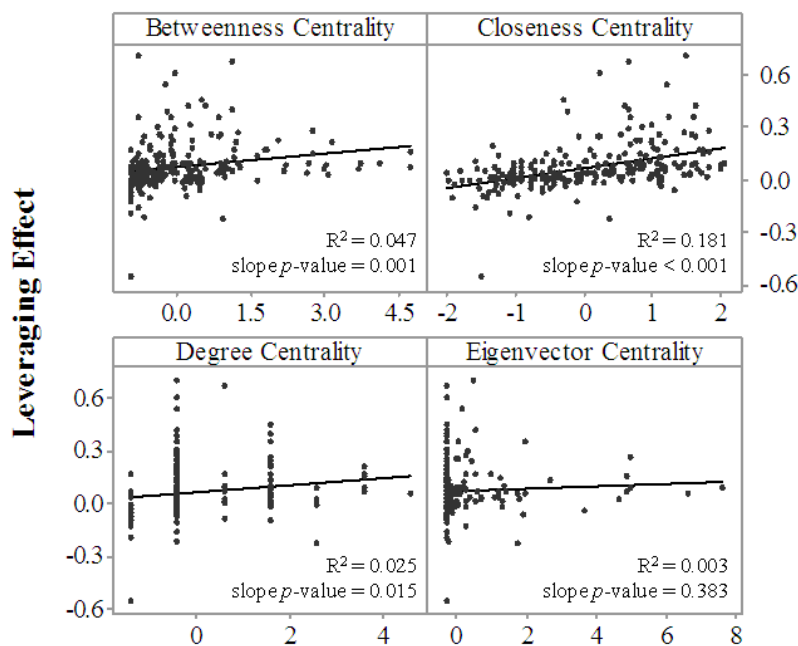 Betweenness Centrality
Closeness Centrality
0.6
0.3
0.0
-0.3
-0.6
R² = 0.047
slope p-value = 0.001
R² = 0.181
slope p-value < 0.001
0.0 1.5 3.0 4.5
-2 -1 0 1 2
Leveraging Effect
Degree Centrality
Eigenvector Centrality
0.6
0.3
0.0
-0.3
-0.6
R² = 0.025
slope p-value = 0.015
R² = 0.003
slope p-value = 0.383
0 2 4
0 2 4 6 8